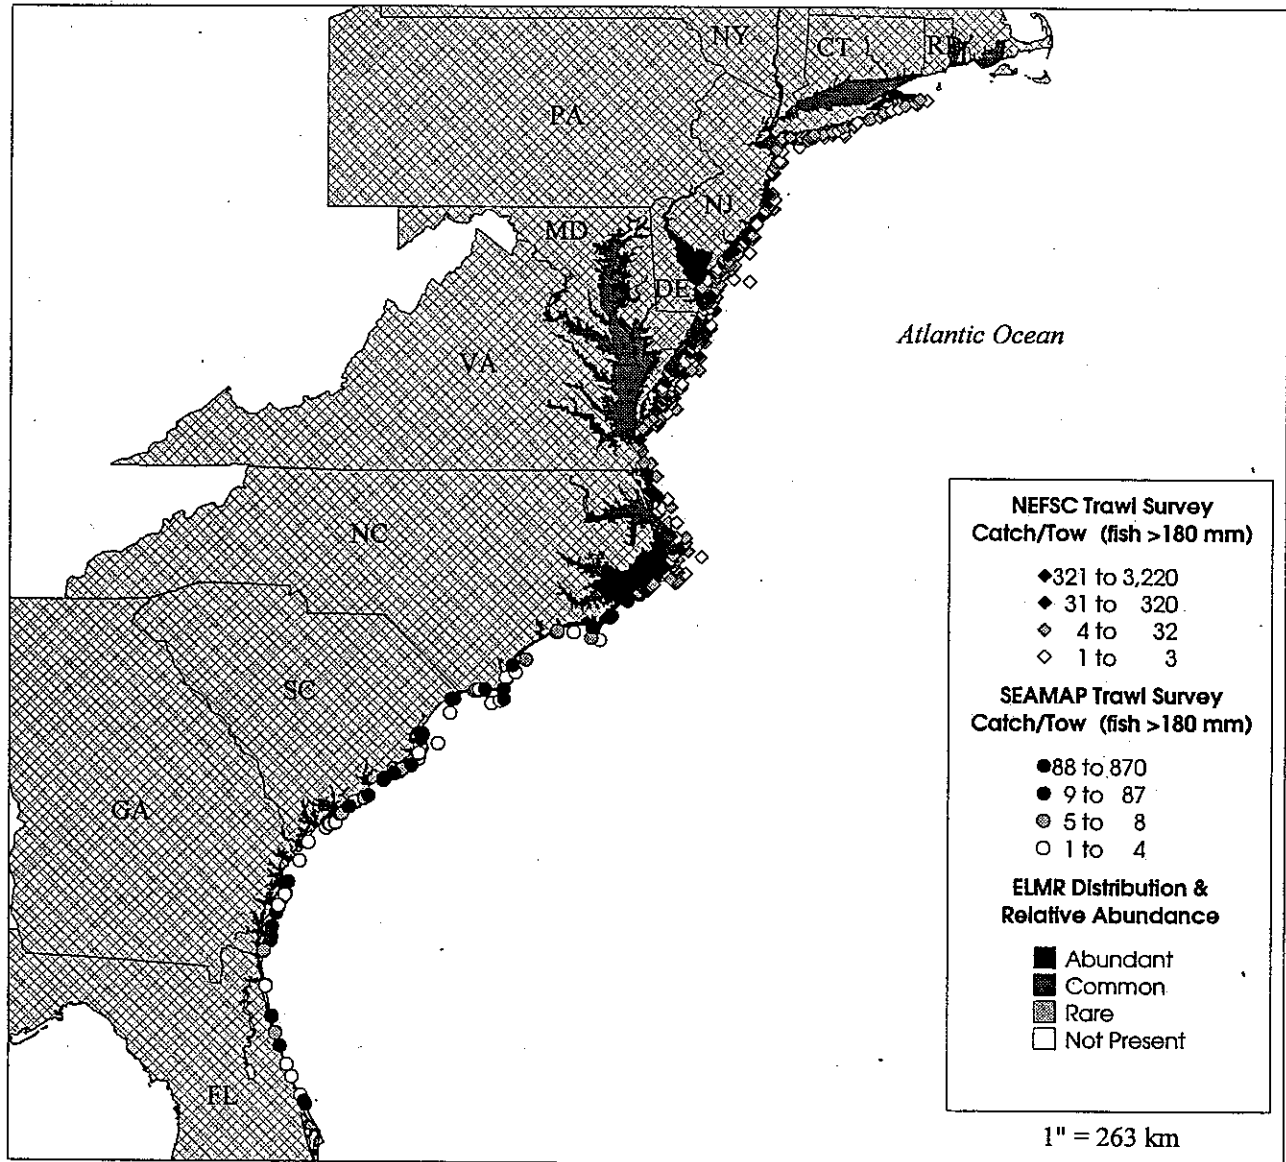 NY
CT
RI
PA
NJ
MD
DE
Atlantic Ocean
VA
NC
SC
GA
FL
NEFSC Trawl Survey
Catch/Tow (fish >180 mm)
321 to 3,220
31 to 320
4 to 32
1 to 3
SEAMAP Trawl Survey
Catch/Tow (fish >180 mm)
88 to 870
9 to 87
5 to 8
1 to 4
ELMR Distribution &
Relative Abundance
Abundant
Common
Rare
Not Present
1" = 263 km